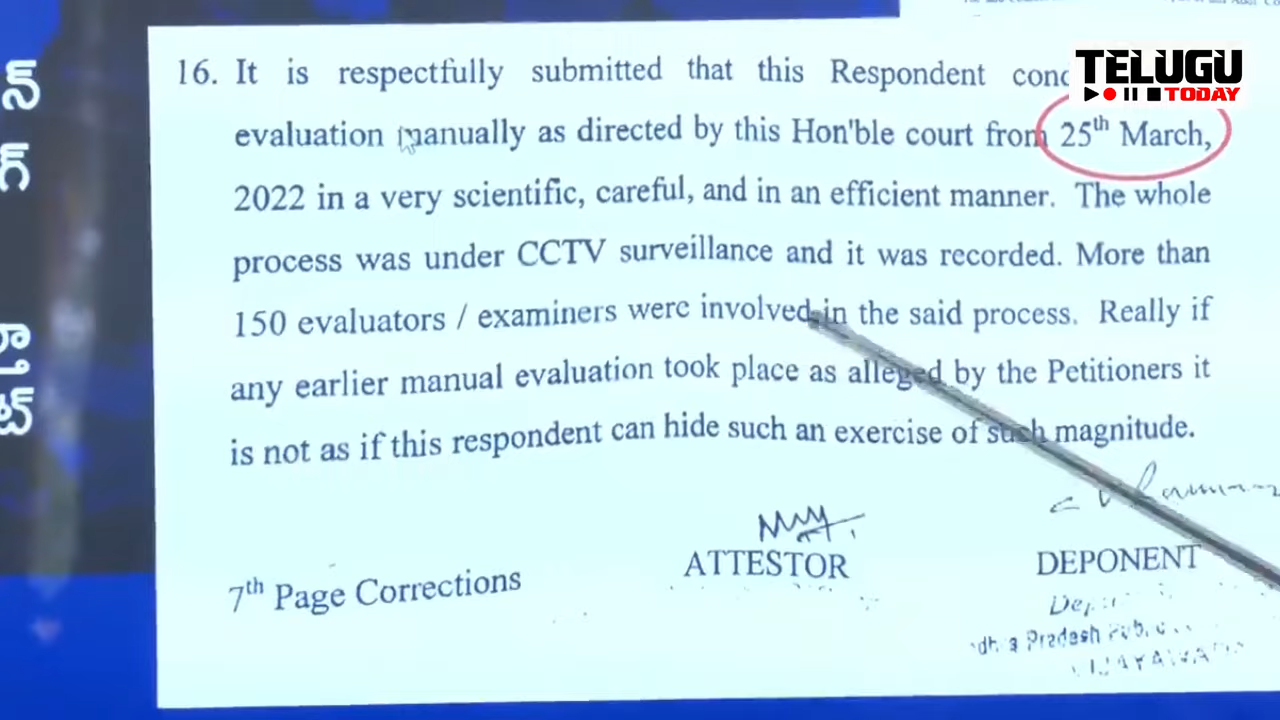 TELUGU
TODAY
16. It is respectfully submitted that this Respondent
evaluation manually as directed by this Hon'ble court from 25th March,
2022 in a very scientific, careful, and in an efficient manner. The whole
process was under CCTV surveillance and it was recorded. More than
150 evaluators / examiners were involved in the said process. Really if
any earlier manual evaluation took place as alleged by the Petitioners it
is not as if this respondent can hide such an exercise of such magnitude.
ATTESTOR
DEPONENT
7th Page Corrections
Pradesh